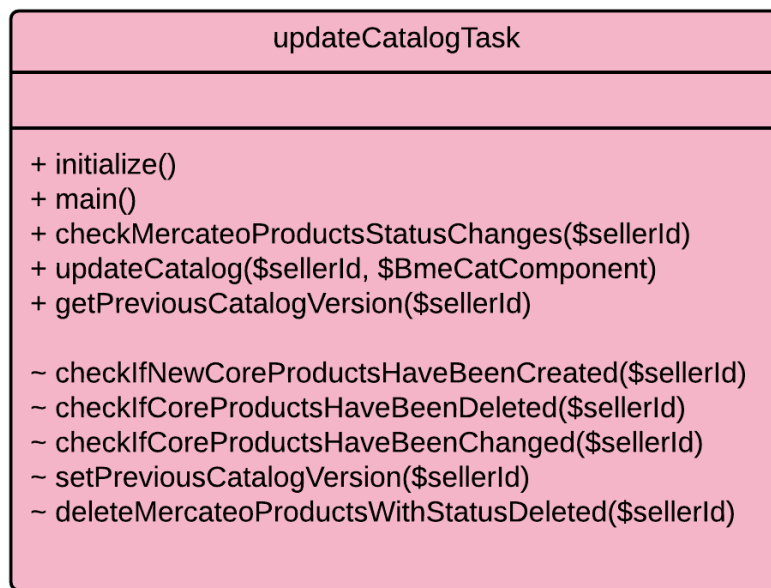 updateCatalogTask
+ initialize()
+ main()
+ checkMercateoProductsStatusChanges($sellerId)
+ updateCatalog($sellerId, $BmeCatComponent)
+ getPreviousCatalogVersion($sellerId)
~ checkIfNewCoreProductsHaveBeenCreated($sellerId)
~ checkIfCoreProductsHaveBeenDeleted($sellerId)
~ checkIfCoreProductsHaveBeenChanged($sellerId)
~ setPreviousCatalogVersion($sellerId)
~ deleteMercateoProductsWithStatusDeleted($sellerId)